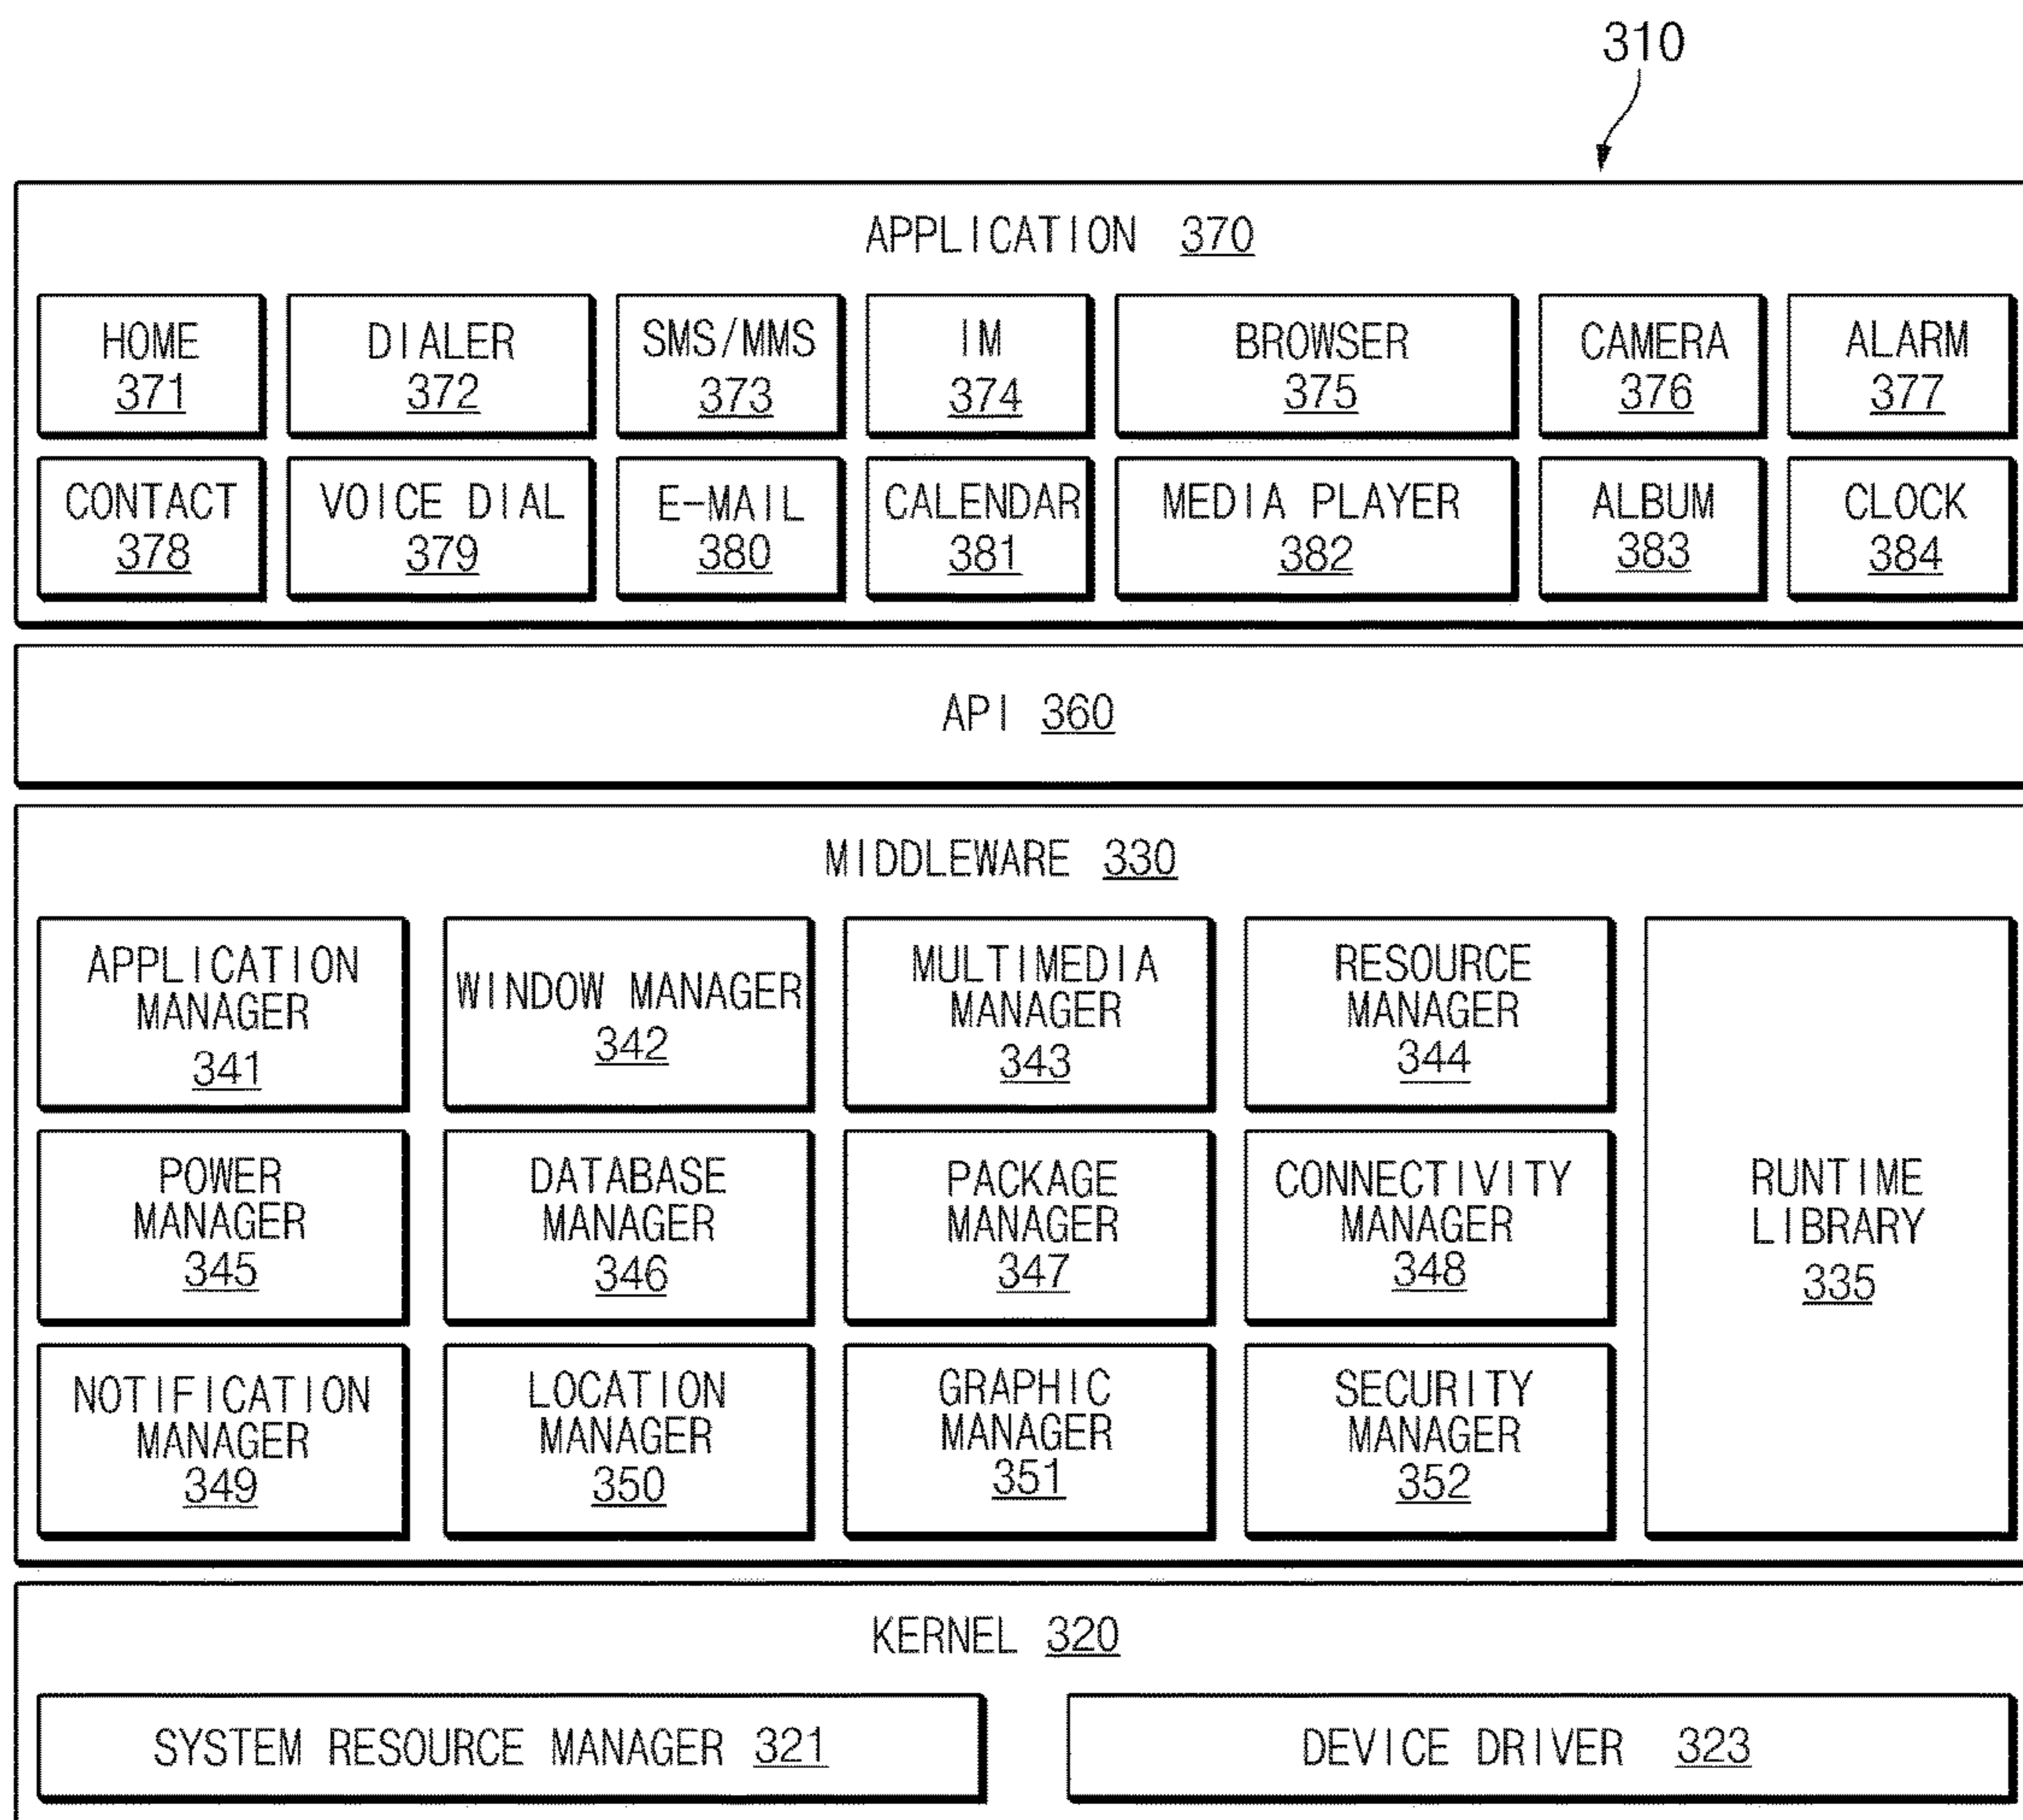 310
APPLICATION 370
HOME
371
DIALER
372
SMS/MMS
373
IM
374
BROWSER
375
CAMERA
376
ALARM
377
CONTACT
378
VOICE DIAL
379
E-MAIL
380
CALENDAR
381
MEDIA PLAYER
382
ALBUM
383
CLOCK
384
API 360
MIDDLEWARE 330
APPLICATION
MANAGER
341
WINDOW MANAGER
342
MULTIMEDIA
MANAGER
343
RESOURCE
MANAGER
344
POWER
MANAGER
345
DATABASE
MANAGER
346
PACKAGE
MANAGER
347
CONNECTIVITY
MANAGER
348
RUNTIME
LIBRARY
335
NOTIFICATION
MANAGER
349
LOCATION
MANAGER
350
GRAPHIC
MANAGER
351
SECURITY
MANAGER
352
KERNEL 320
SYSTEM RESOURCE MANAGER 321
DEVICE DRIVER 323